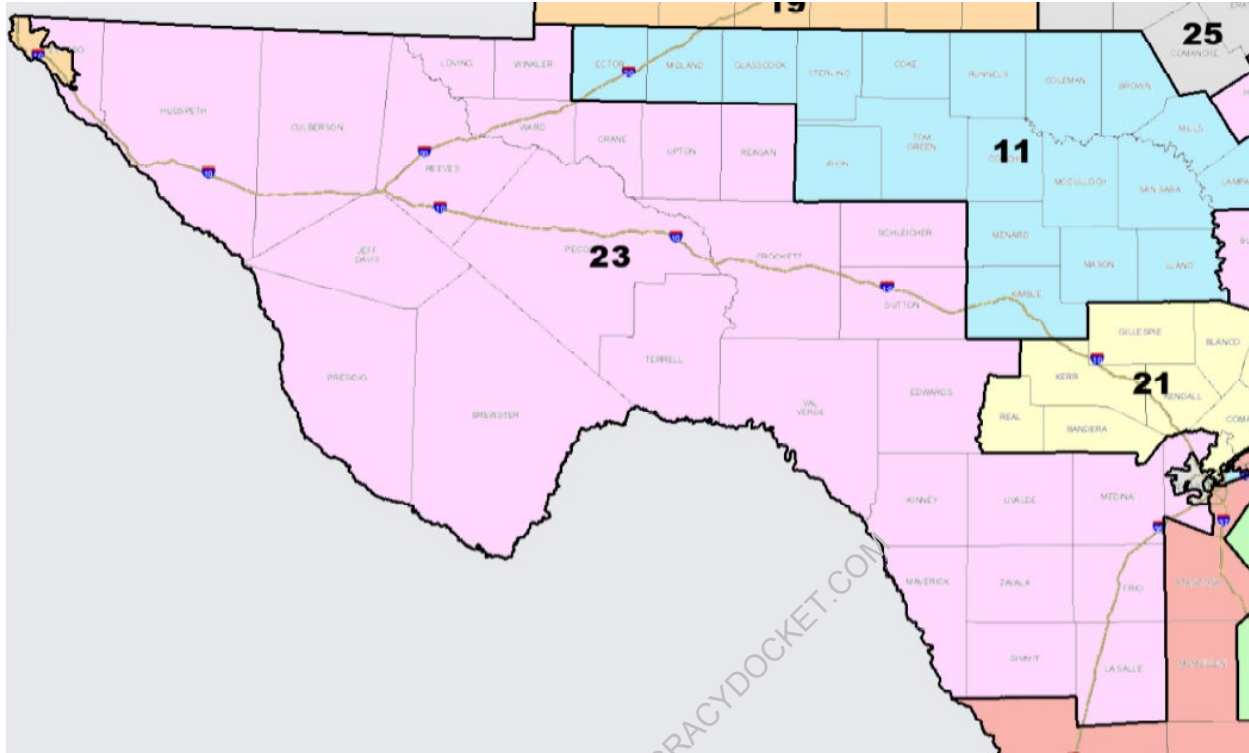 19
25
COMANCHE
LOVING
WINKLER
ECTOR
MIDLAND
GLASSCOCK
STERLING
COKE
RUNNELS
COLEMAN
BROWN
HUDSPETH
CULBERSON
REEVES
WARD
CRANE
UPTON
REAGAN
IRION
TOM
GREEN
11
MCCULLOCH
MILLS
SAN SABA
JEFF
DAVIS
23
CROCKETT
SCHLEICHER
SUTTON
MENARD
KIMBLE
MASON
LLANO
PRESIDIO
BREWSTER
TERRELL
VAL
VERDE
EDWARDS
GILLESPIE
BLANCO
KERR
21
KENDALL
REAL
BANDERA
KINNEY
UVALDE
MEDINA
MAVERICK
ZAVALA
FRIO
ATASCOSA
DIMMIT
LA SALLE
MCMULLEN
RACYDOCKET.COM